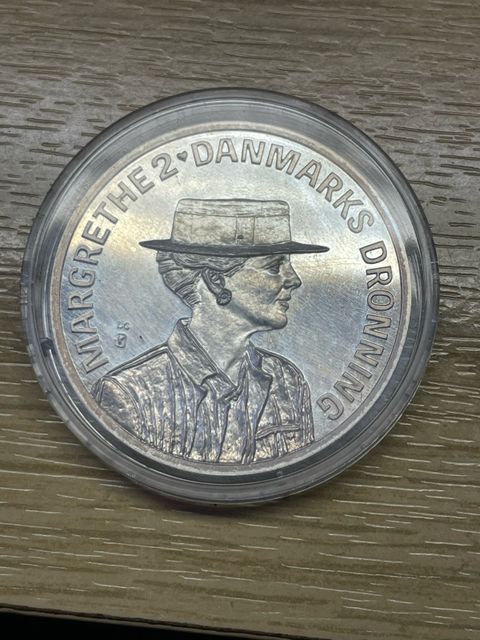 MARGRETHE 2 ♥ DANMARKS DRONNING